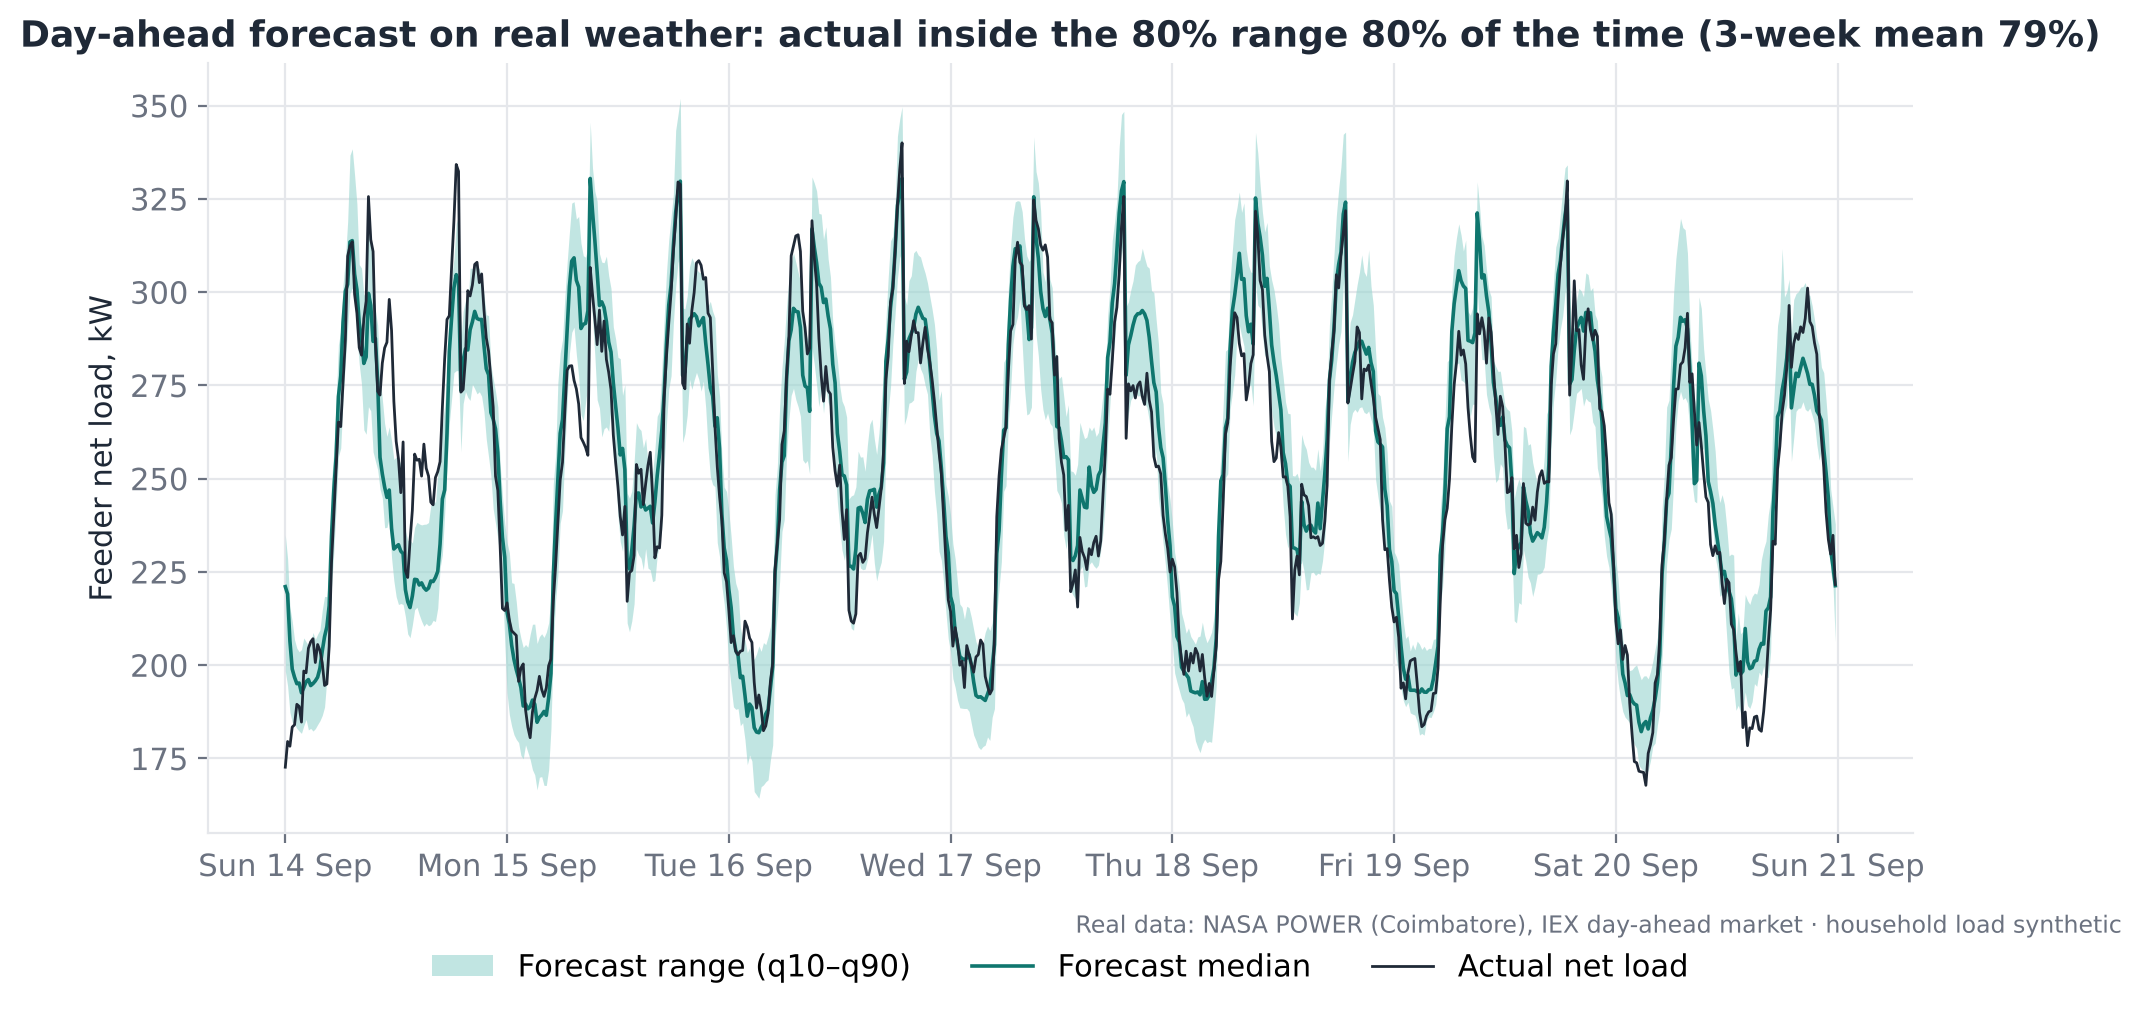 Day-ahead forecast on real weather: actual inside the 80% range 80% of the time (3-week mean 79%)
Feeder net load, kW
350
325
300
275
250
225
200
175
Sun 14 Sep Mon 15 Sep Tue 16 Sep Wed 17 Sep Thu 18 Sep Fri 19 Sep Sat 20 Sep Sun 21 Sep
Real data: NASA POWER (Coimbatore), IEX day-ahead market · household load synthetic
Forecast range (q10–q90) Forecast median Actual net load